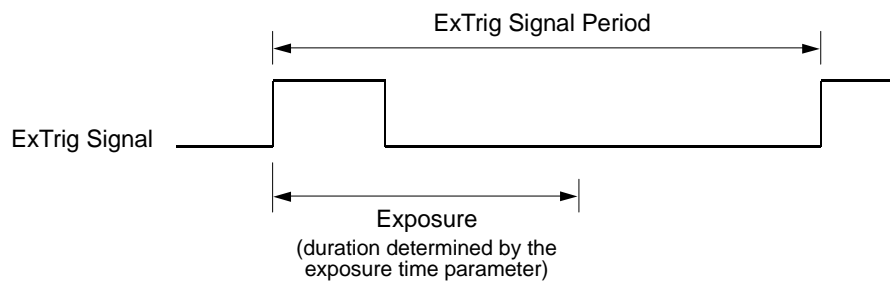 ExTrig Signal Period
ExTrig Signal
Exposure
(duration determined by the
exposure time parameter)